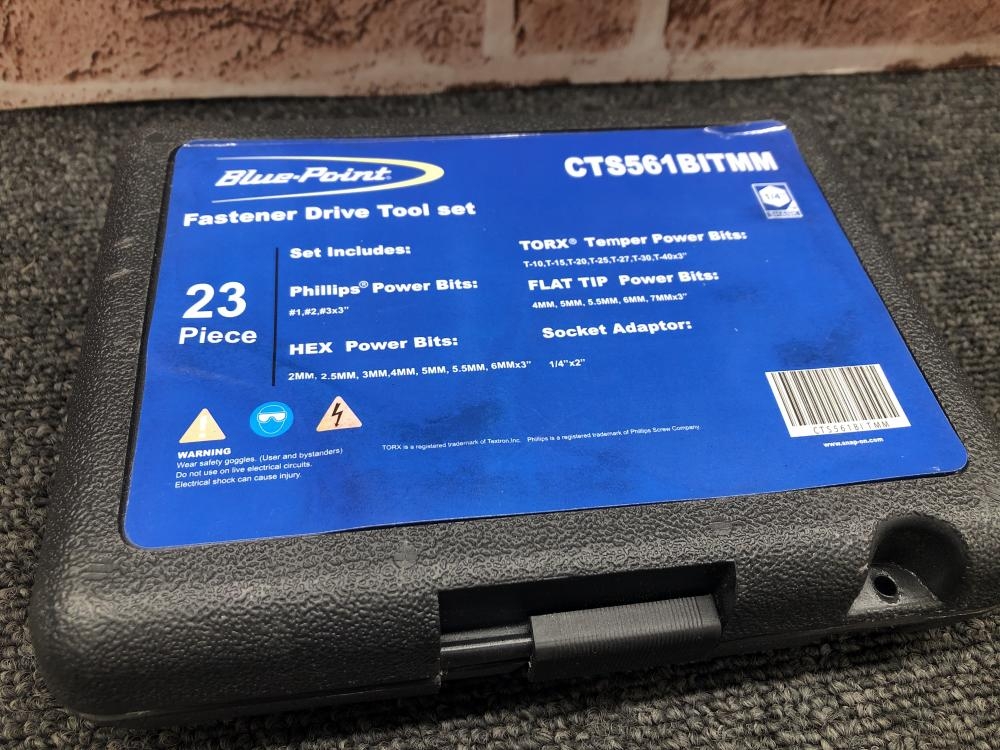 Blue-Point®
CTS561BITMM
1/4"
Fastener Drive Tool set
23
Piece
Set Includes:
Phillips® Power Bits:
#1,#2,#3x3"
HEX Power Bits:
2MM, 2.5MM, 3MM,4MM, 5MM, 5.5MM, 6MMx3"
TORX® Temper Power Bits:
T-10,T-15,T-20,T-25,T-27,T-30,T-40x3"
FLAT TIP Power Bits:
4MM, 5MM, 5.5MM, 6MM, 7MMx3"
Socket Adaptor:
1/4"x2"
WARNING
Wear safety goggles. (User and bystanders)
Do not use on live electrical circuits.
Electrical shock can cause injury.
TORX is a registered trademark of Textron.Inc. Phillips is a registered trademark of Phillips Screw Company.
CTS561BITMM
www.snap-on.com